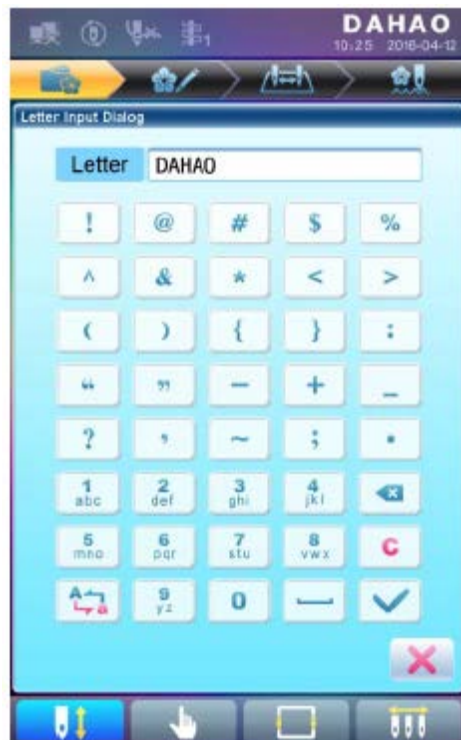 DAHAO
1
10:25 2016-04-12
Letter Input Dialog
Letter DAHAO
! @ # $ %
^ & * < >
( ) { } :
“ ” - + _
? , ~ ; .
1 2 3 4
abc def ghi jkl
5 6 7 8 C
mno pqr stu vwx
A a 9 0
yz